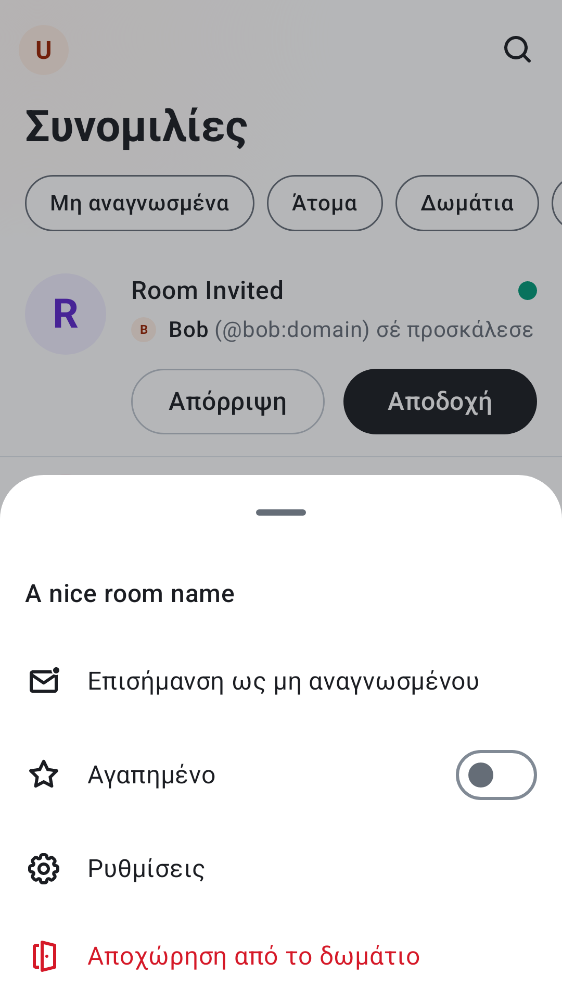 U
Συνομιλίες
Μη αναγνωσμένα Άτομα Δωμάτια
R
Room Invited
B Bob (@bob:domain) σέ προσκάλεσε
Απόρριψη Αποδοχή
A nice room name
Επισήμανση ως μη αναγνωσμένου
Αγαπημένο
Ρυθμίσεις
Αποχώρηση από το δωμάτιο